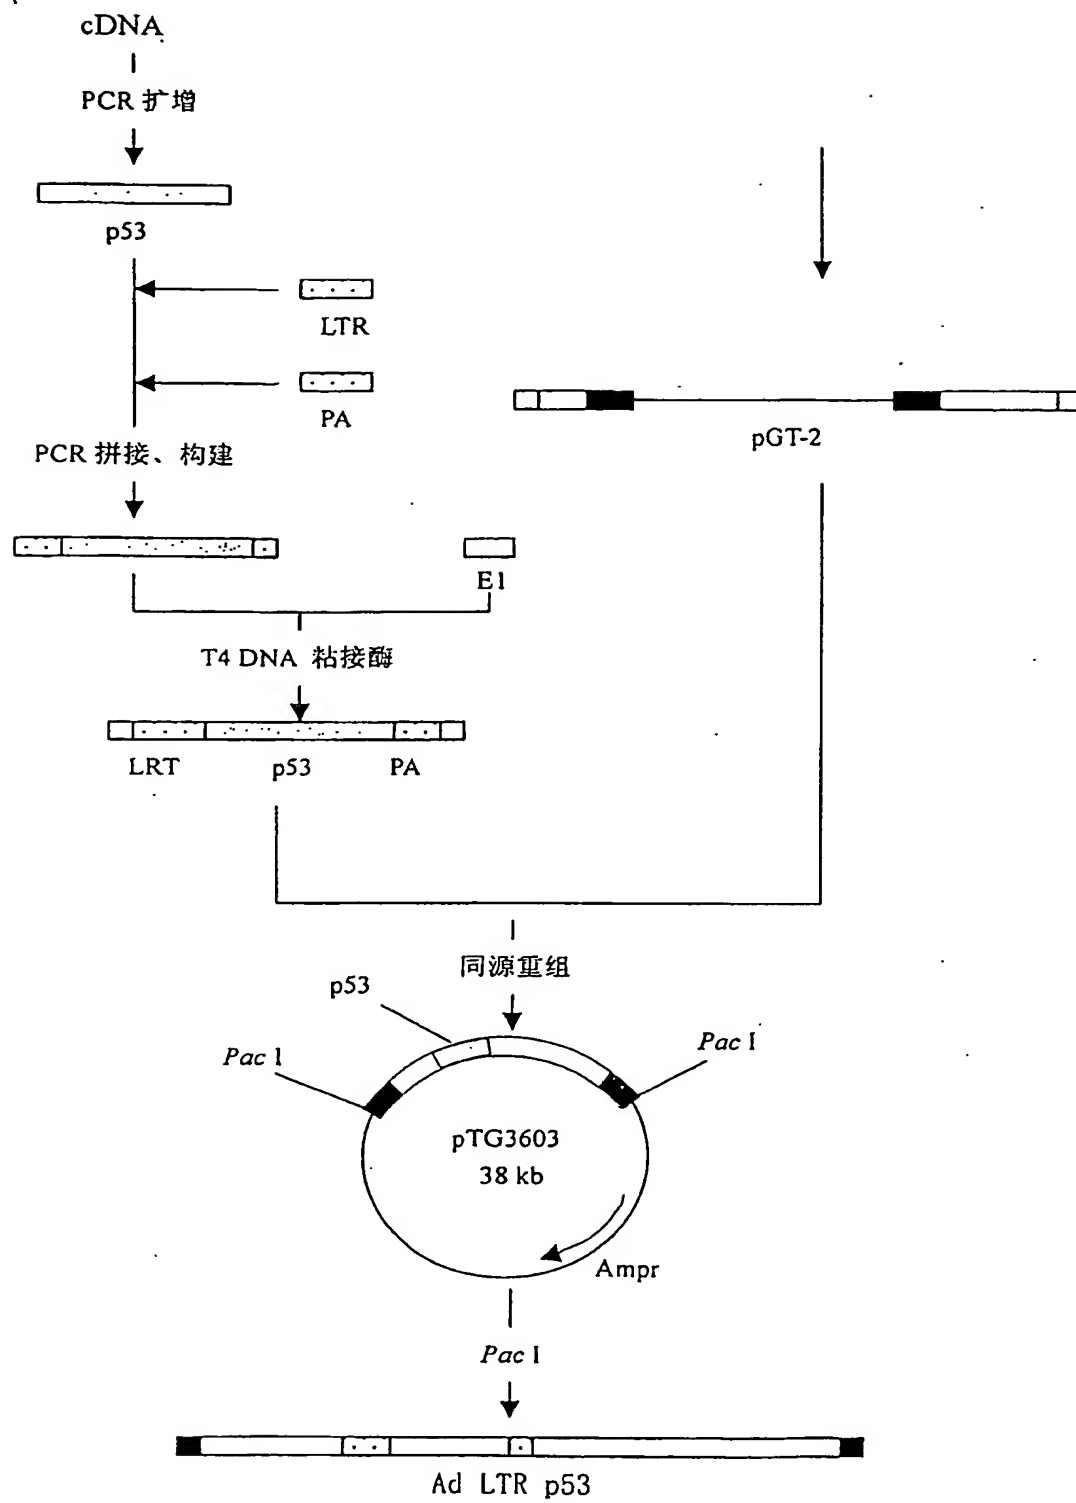 cDNA
PCR 扩增
p53
LTR
PA
pGT-2
PCR 拼接、构建
E1
T4 DNA 粘接酶
LRT p53 PA
同源重组
p53
Pac I
Pac I
pTG3603
38 kb
Ampr
Pac I
Ad LTR p53